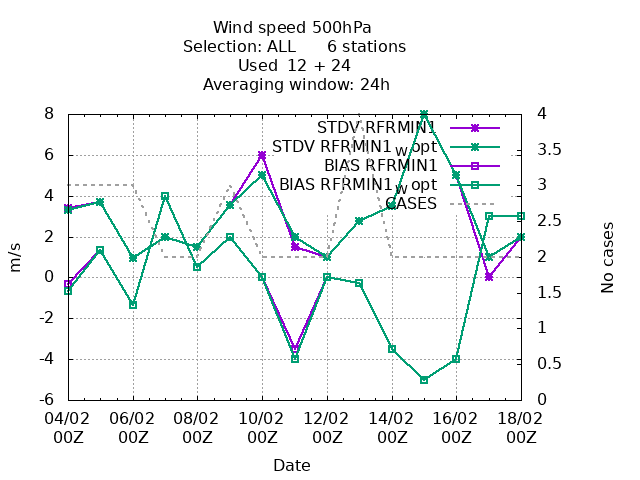 Wind speed 500hPa
Selection: ALL 6 stations
Used 12 + 24
Averaging window: 24h
STDV RFRMIN1
STDV RFRMIN1 w opt
BIAS RFRMIN1
BIAS RFRMIN1 w opt
CASES
m/s
8
6
4
2
0
-2
-4
-6
No cases
4
3.5
3
2.5
2
1.5
1
0.5
0
04/02 06/02 08/02 10/02 12/02 14/02 16/02 18/02
00Z 00Z 00Z 00Z 00Z 00Z 00Z 00Z
Date